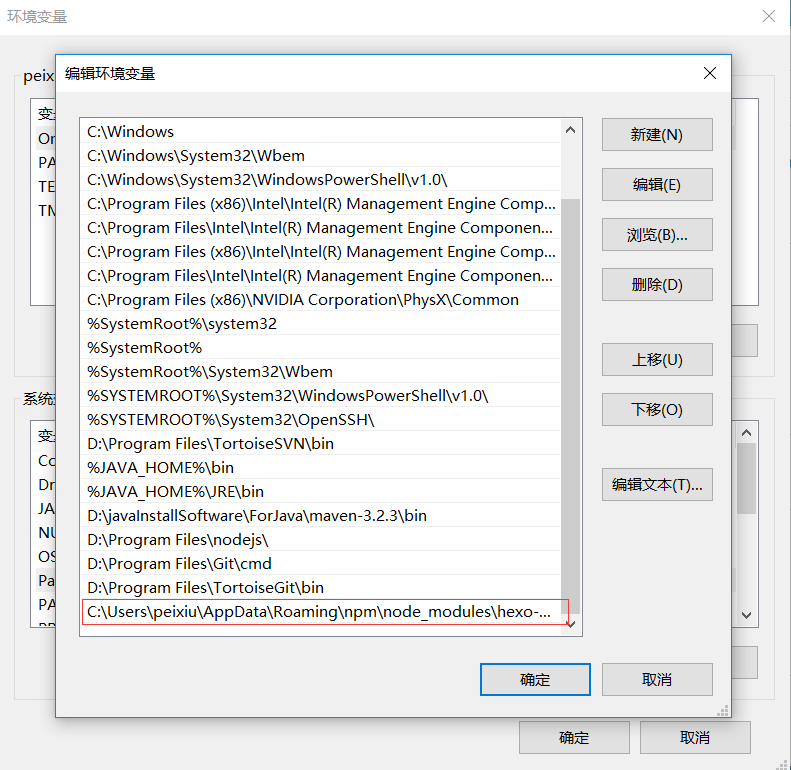 环境变量
编辑环境变量
peix
变
Or
PA
TE
TM
C:\Windows
C:\Windows\System32\Wbem
C:\Windows\System32\WindowsPowerShell\v1.0\
C:\Program Files (x86)\Intel\Intel(R) Management Engine Comp...
C:\Program Files\Intel\Intel(R) Management Engine Componen...
C:\Program Files (x86)\Intel\Intel(R) Management Engine Comp...
C:\Program Files\Intel\Intel(R) Management Engine Componen...
C:\Program Files (x86)\NVIDIA Corporation\PhysX\Common
%SystemRoot%\system32
%SystemRoot%
%SystemRoot%\System32\Wbem
%SYSTEMROOT%\System32\WindowsPowerShell\v1.0\
%SYSTEMROOT%\System32\OpenSSH\
D:\Program Files\TortoiseSVN\bin
%JAVA_HOME%\bin
%JAVA_HOME%\JRE\bin
D:\javaInstallSoftware\ForJava\maven-3.2.3\bin
D:\Program Files\nodejs\
D:\Program Files\Git\cmd
D:\Program Files\TortoiseGit\bin
C:\Users\peixiu\AppData\Roaming\npm\node_modules\hexo-...
新建(N)
编辑(E)
浏览(B)...
删除(D)
上移(U)
下移(O)
编辑文本(T)...
系统
变
Co
Dr
JA
NU
OS
Pa
PA
确定
取消
确定
取消